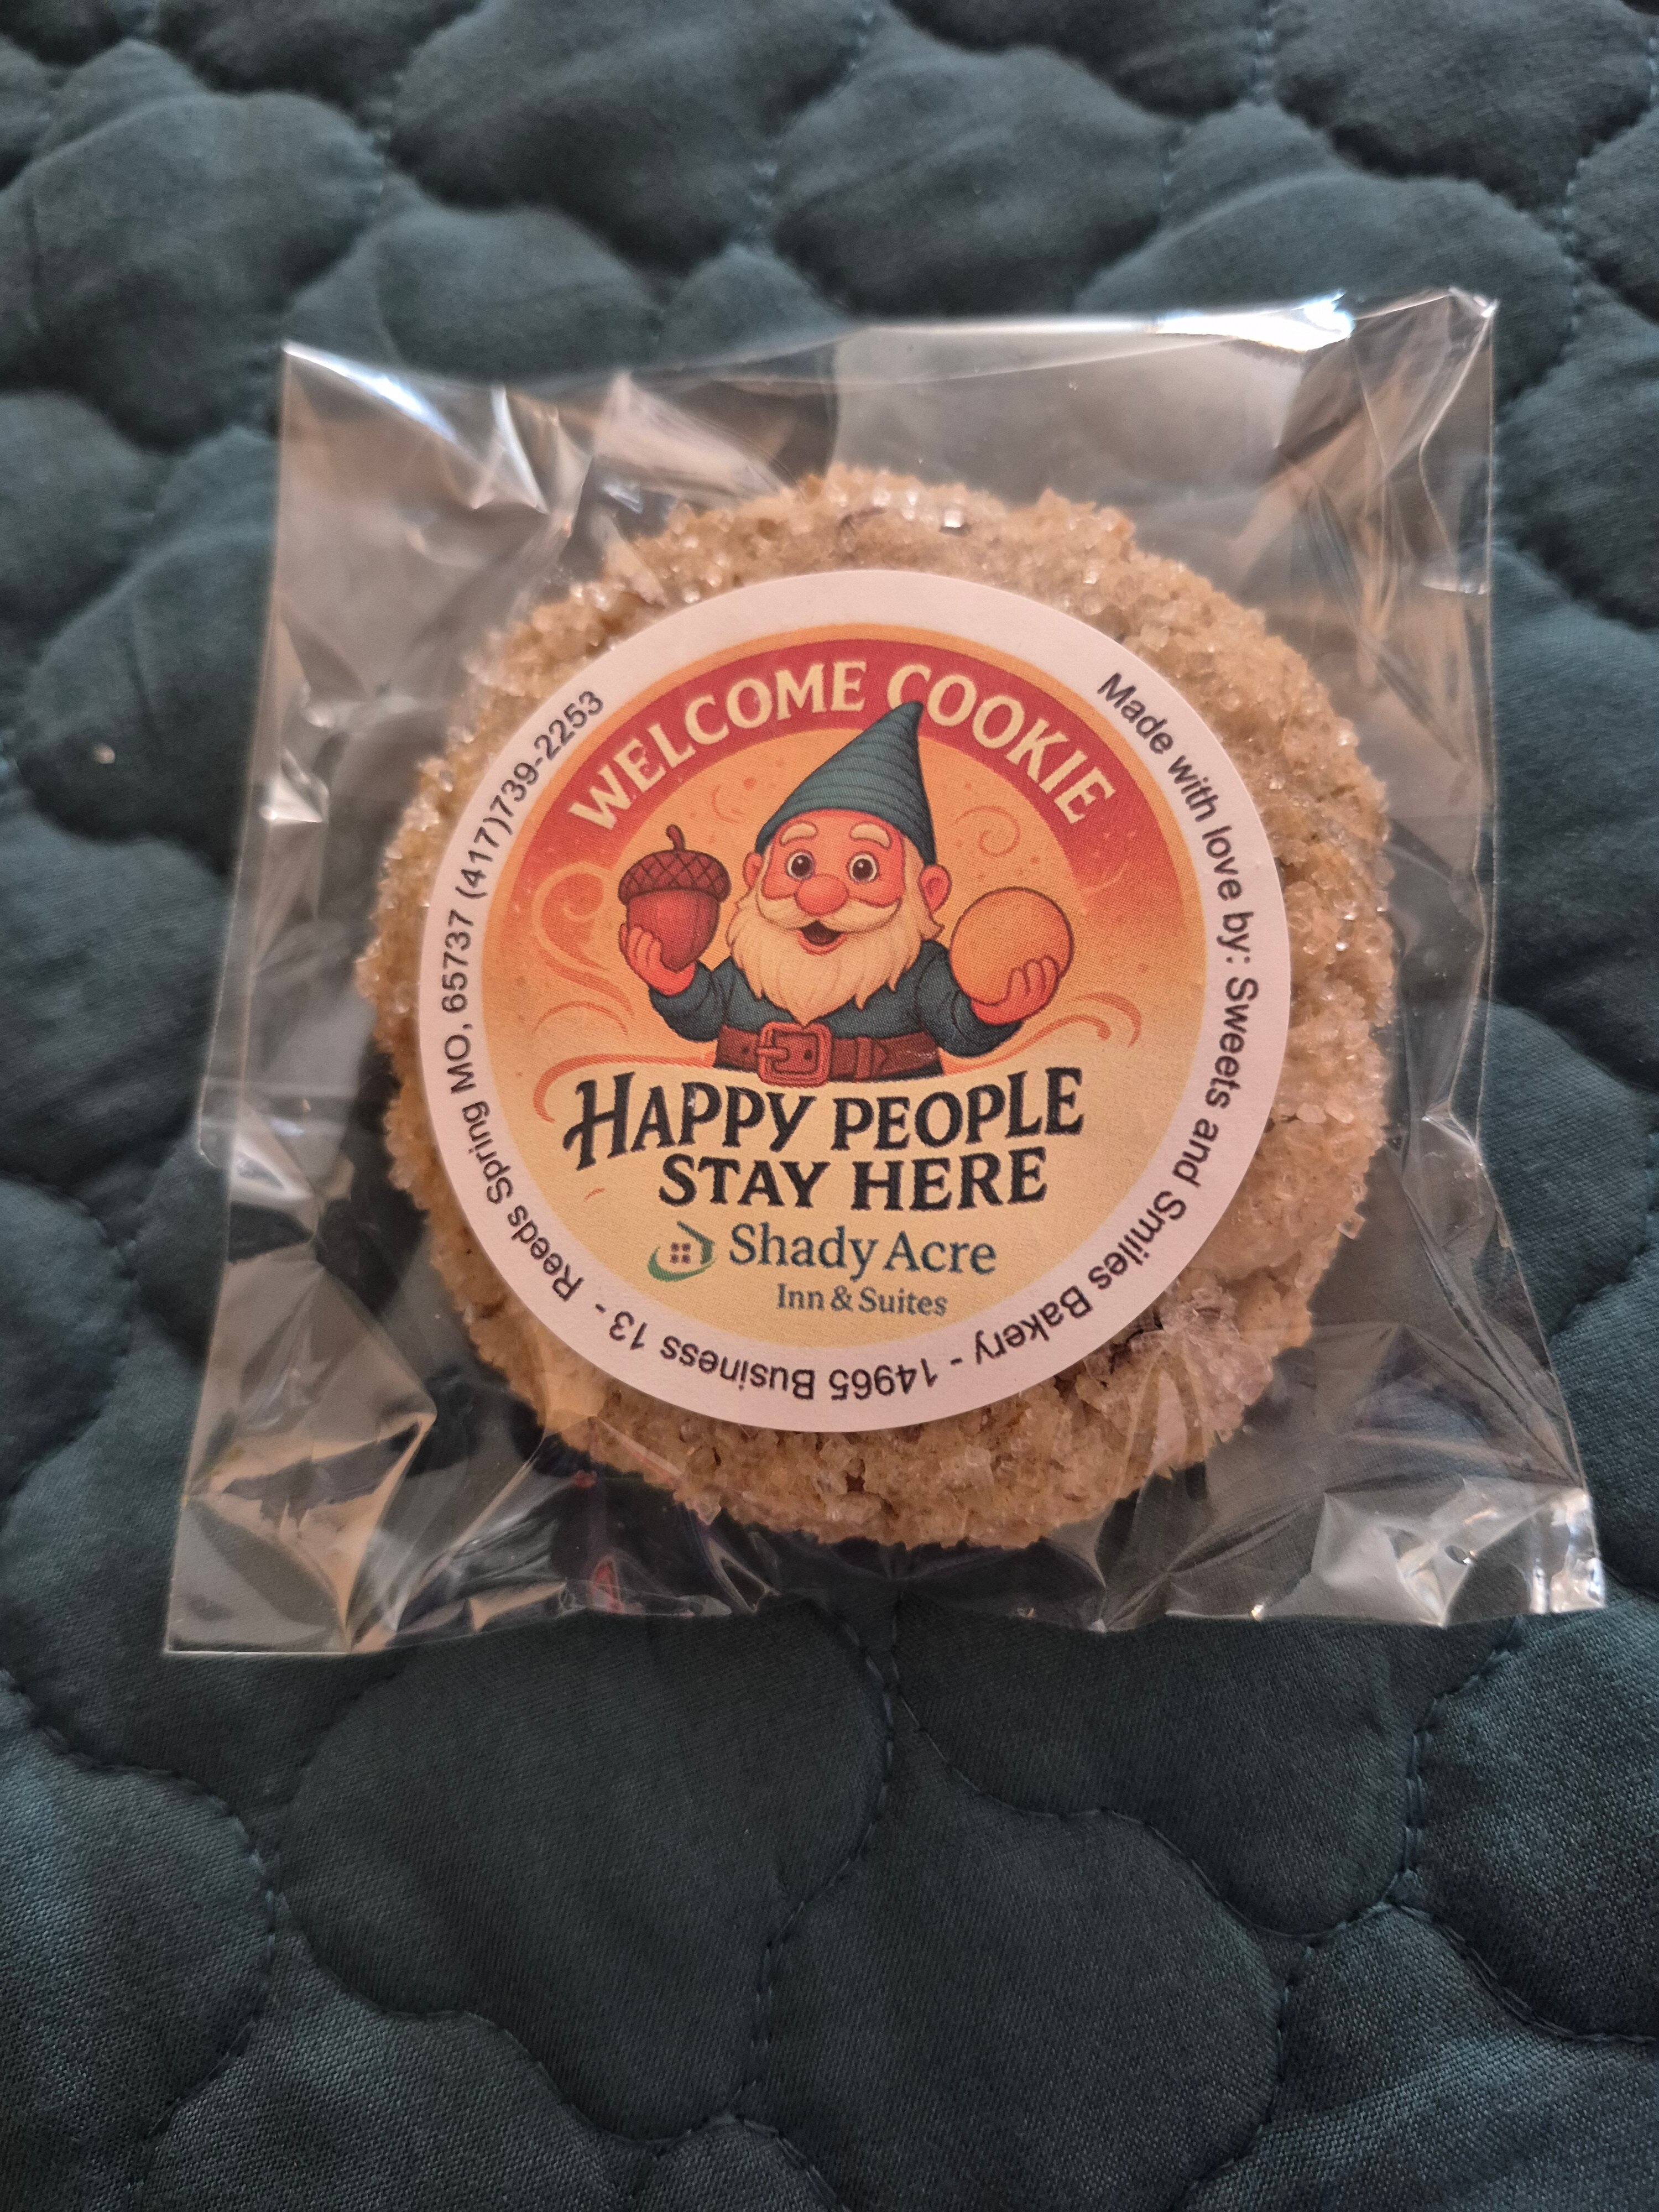 WELCOME COOKIE
HAPPY PEOPLE
STAY HERE
Shady Acre
Inn & Suites
Made with love by: Sweets and Smiles Bakery - 14965 Business 13 - Reeds Spring MO, 65737 (417)739-2253